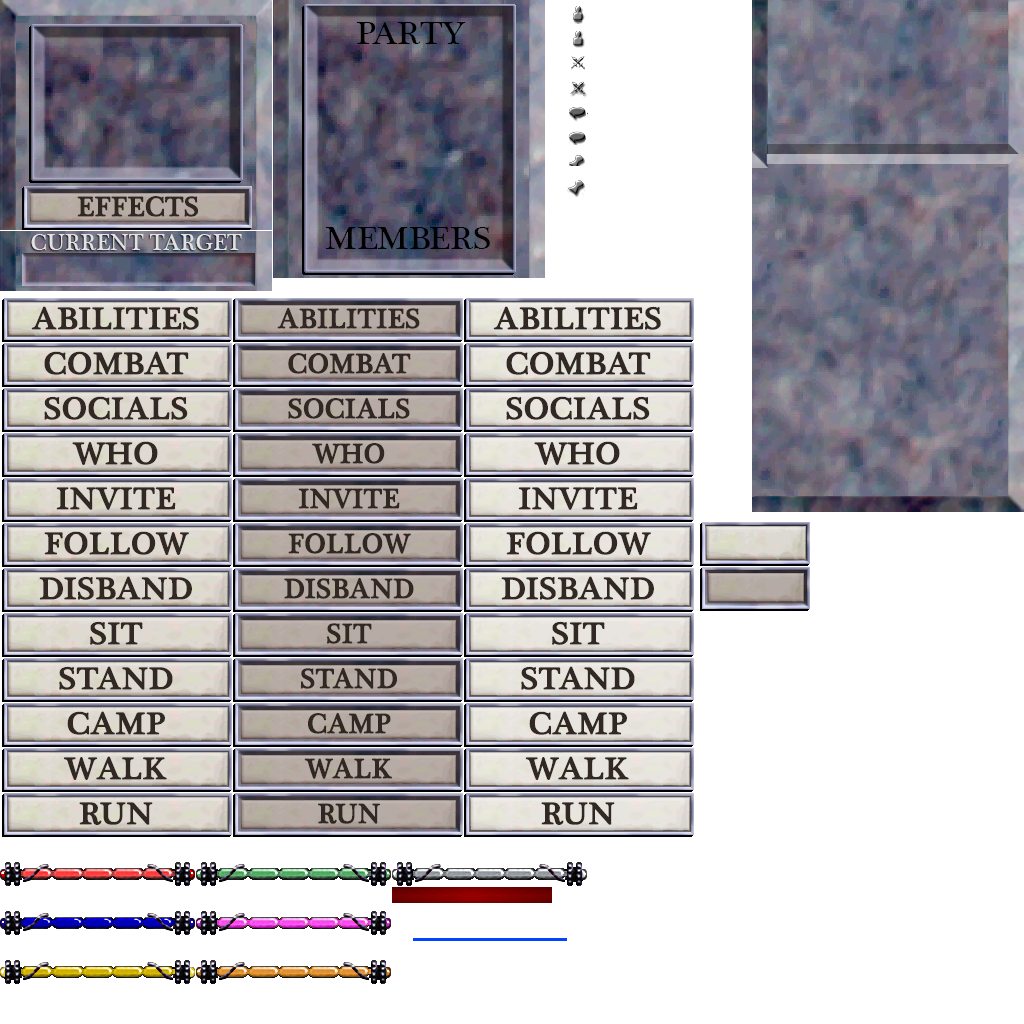 PARTY
EFFECTS
CURRENT TARGET
MEMBERS
ABILITIES ABILITIES ABILITIES
COMBAT COMBAT COMBAT
SOCIALS SOCIALS SOCIALS
WHO WHO WHO
INVITE INVITE INVITE
FOLLOW FOLLOW FOLLOW
DISBAND DISBAND DISBAND
SIT SIT SIT
STAND STAND STAND
CAMP CAMP CAMP
WALK WALK WALK
RUN RUN RUN